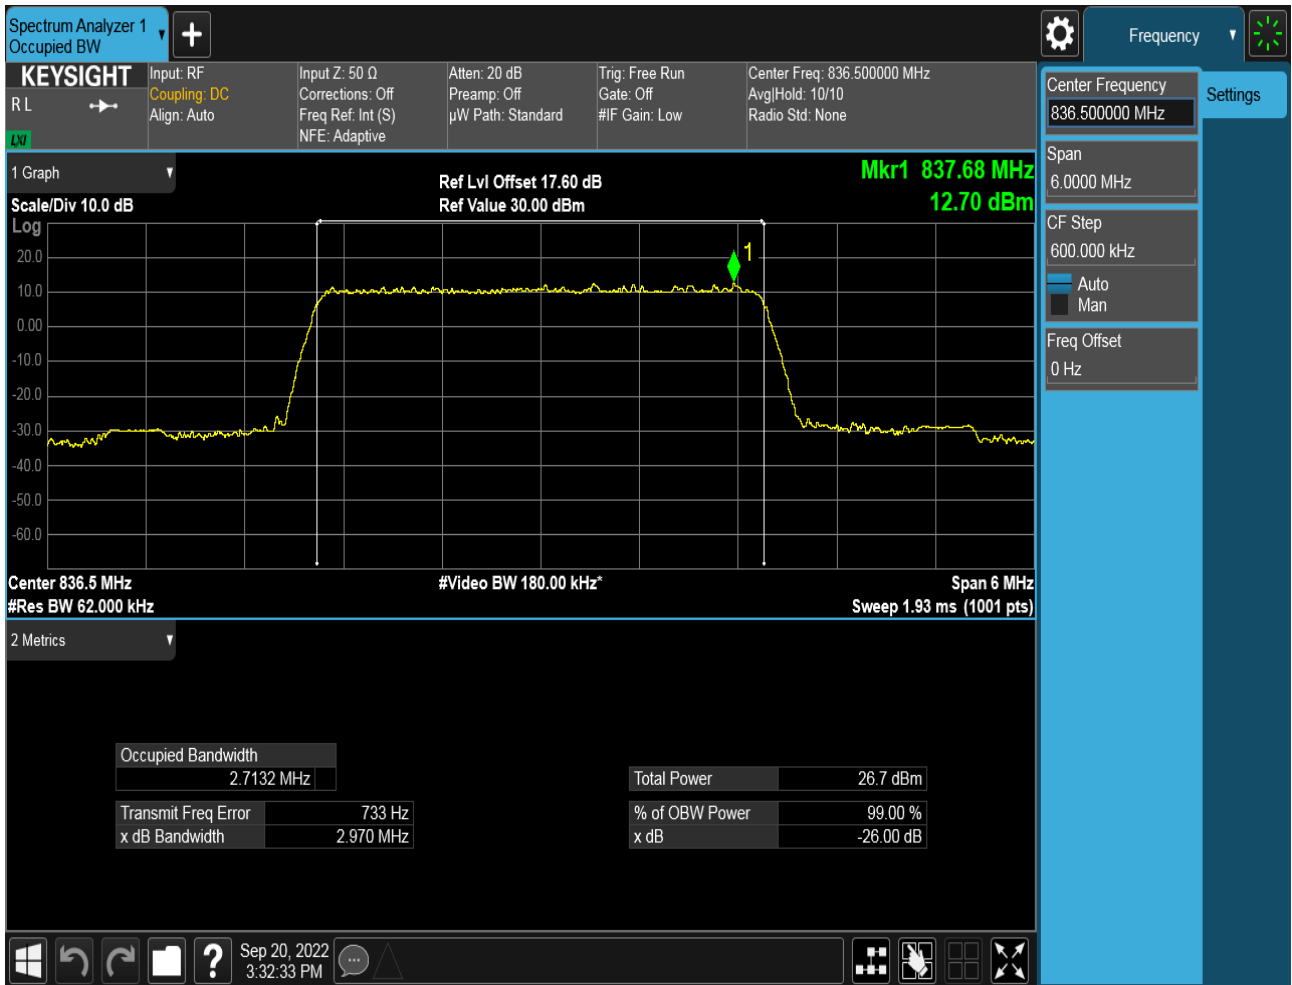 Spectrum Analyzer 1
Occupied BW
Frequency
KEYSIGHT
R L
LXI
Input: RF
Coupling: DC
Align: Auto
Input Z: 50 Ω
Corrections: Off
Freq Ref: Int (S)
NFE: Adaptive
Atten: 20 dB
Preamp: Off
µW Path: Standard
Trig: Free Run
Gate: Off
#IF Gain: Low
Center Freq: 836.500000 MHz
Avg|Hold: 10/10
Radio Std: None
Center Frequency
836.500000 MHz
Settings
Span
6.0000 MHz
CF Step
600.000 kHz
Auto
Man
Freq Offset
0 Hz
1 Graph
Scale/Div 10.0 dB
Ref Lvl Offset 17.60 dB
Ref Value 30.00 dBm
Mkr1 837.68 MHz
12.70 dBm
Log
1
20.0
10.0
0.00
-10.0
-20.0
-30.0
-40.0
-50.0
-60.0
Center 836.5 MHz
#Video BW 180.00 kHz*
Span 6 MHz
#Res BW 62.000 kHz
Sweep 1.93 ms (1001 pts)
2 Metrics
Occupied Bandwidth
2.7132 MHz
Transmit Freq Error 733 Hz
x dB Bandwidth 2.970 MHz
Total Power 26.7 dBm
% of OBW Power 99.00 %
x dB -26.00 dB
?
Sep 20, 2022
3:32:33 PM